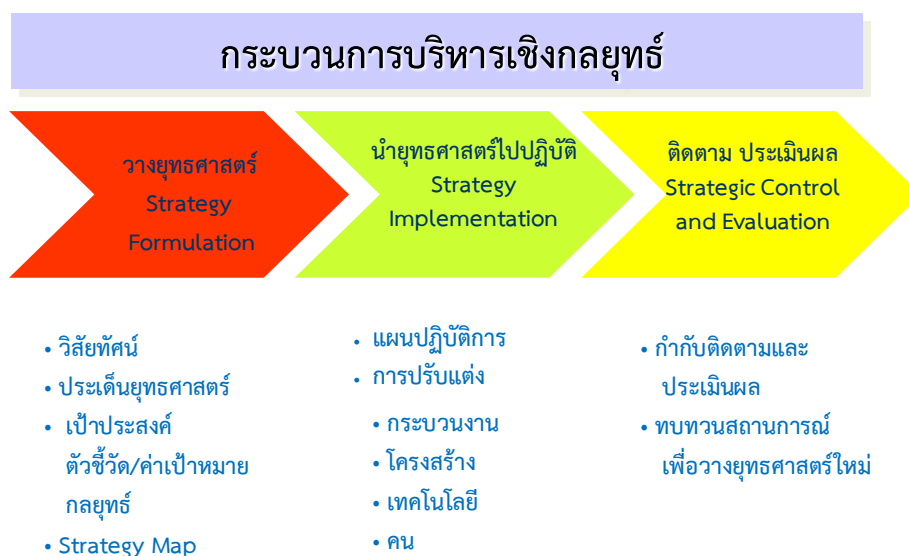 กระบวนการบริหารเชิงกลยุทธ์
วางยุทธศาสตร์
Strategy
Formulation
นำยุทธศาสตร์ไปปฏิบัติ
Strategy
Implementation
ติดตาม ประเมินผล
Strategic Control
and Evaluation
• วิสัยทัศน์
• ประเด็นยุทธศาสตร์
• เป้าประสงค์
ตัวชี้วัด/ค่าเป้าหมาย
กลยุทธ์
• Strategy Map
• แผนปฏิบัติการ
• การปรับแต่ง
• กระบวนงาน
• โครงสร้าง
• เทคโนโลยี
• คน
• กำกับติดตามและ
ประเมินผล
• ทบทวนสถานการณ์
เพื่อวางยุทธศาสตร์ใหม่